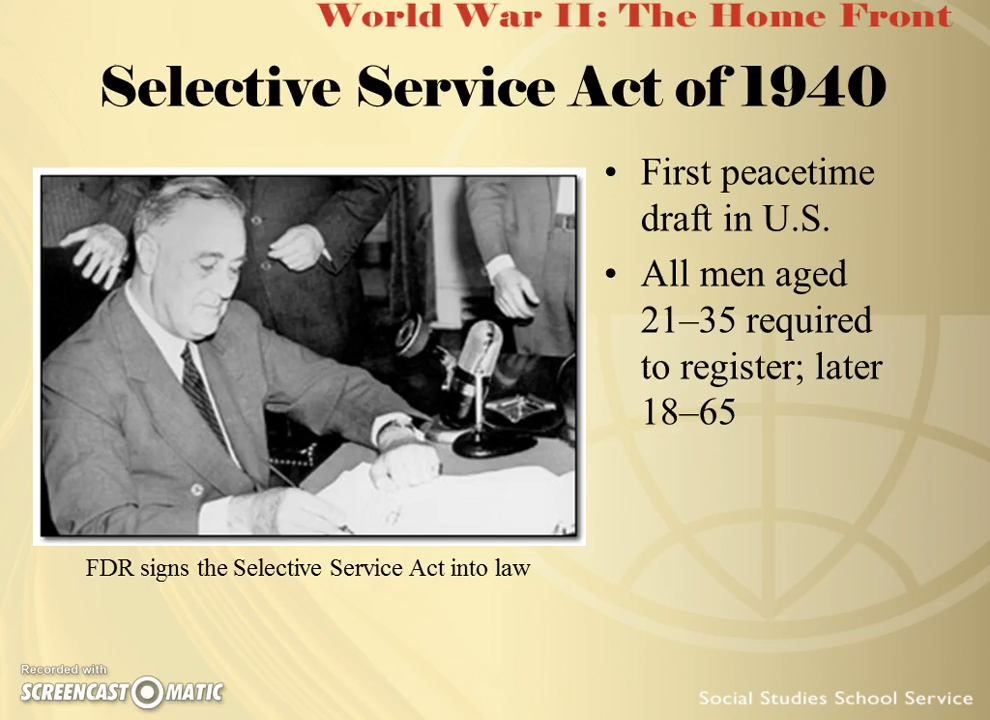 World War II: The Home Front
Selective Service Act of 1940
• First peacetime
draft in U.S.
• All men aged
21–35 required
to register; later
18–65
FDR signs the Selective Service Act into law
Recorded with
SCREENCAST-O-MATIC
Social Studies School Service